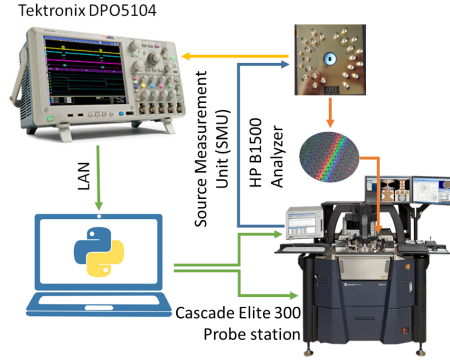 Tektronix DPO5104
LAN
Source Measurement
Unit (SMU)
HP B1500
Analyzer
Cascade Elite 300
Probe station